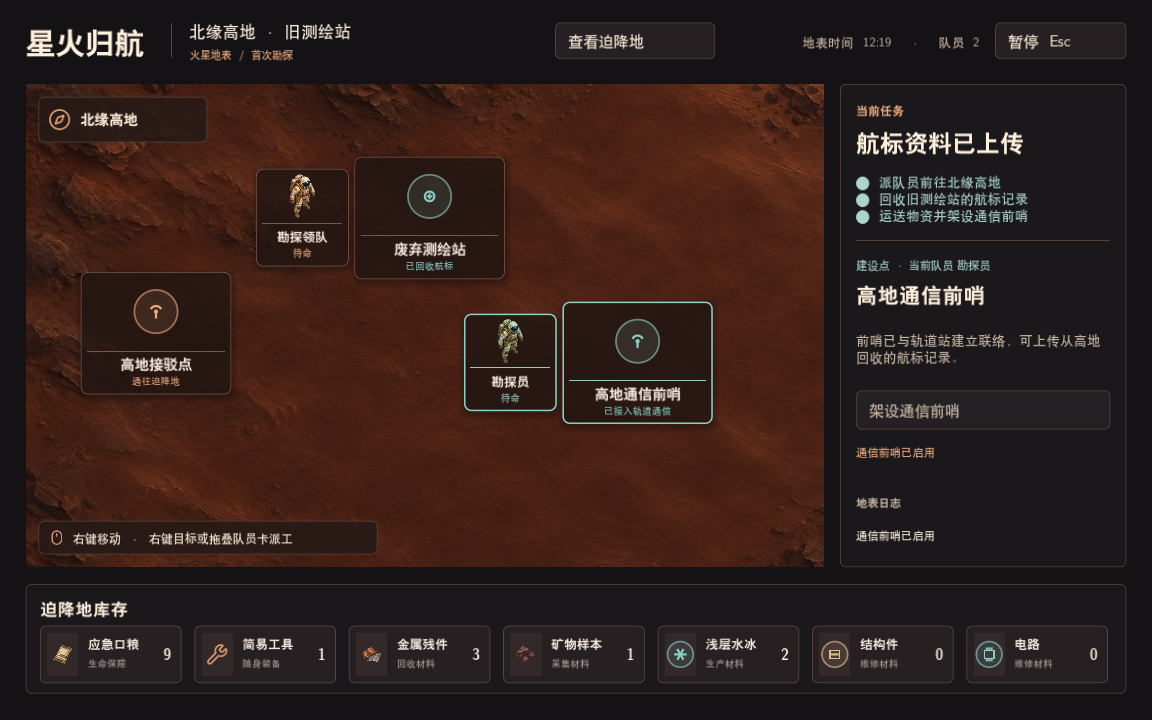 星火归航
北缘高地 · 旧测绘站
火星地表 / 首次勘探
查看迫降地
地表时间 12:19 · 队员 2
暂停 Esc
北缘高地
勘探领队
待命
废弃测绘站
已回收航标
高地接驳点
通往迫降地
勘探员
待命
高地通信前哨
已接入轨道通信
右键移动 · 右键目标或拖叠队员卡派工
当前任务
航标资料已上传
派队员前往北缘高地
回收旧测绘站的航标记录
运送物资并架设通信前哨
建设点 · 当前队员 勘探员
高地通信前哨
前哨已与轨道站建立联络，可上传从高地
回收的航标记录。
架设通信前哨
通信前哨已启用
地表日志
通信前哨已启用
迫降地库存
应急口粮 9
生命保障
简易工具 1
随身装备
金属残件 3
回收材料
矿物样本 1
采集材料
浅层水冰 2
生产材料
结构件 0
维修材料
电路 0
维修材料